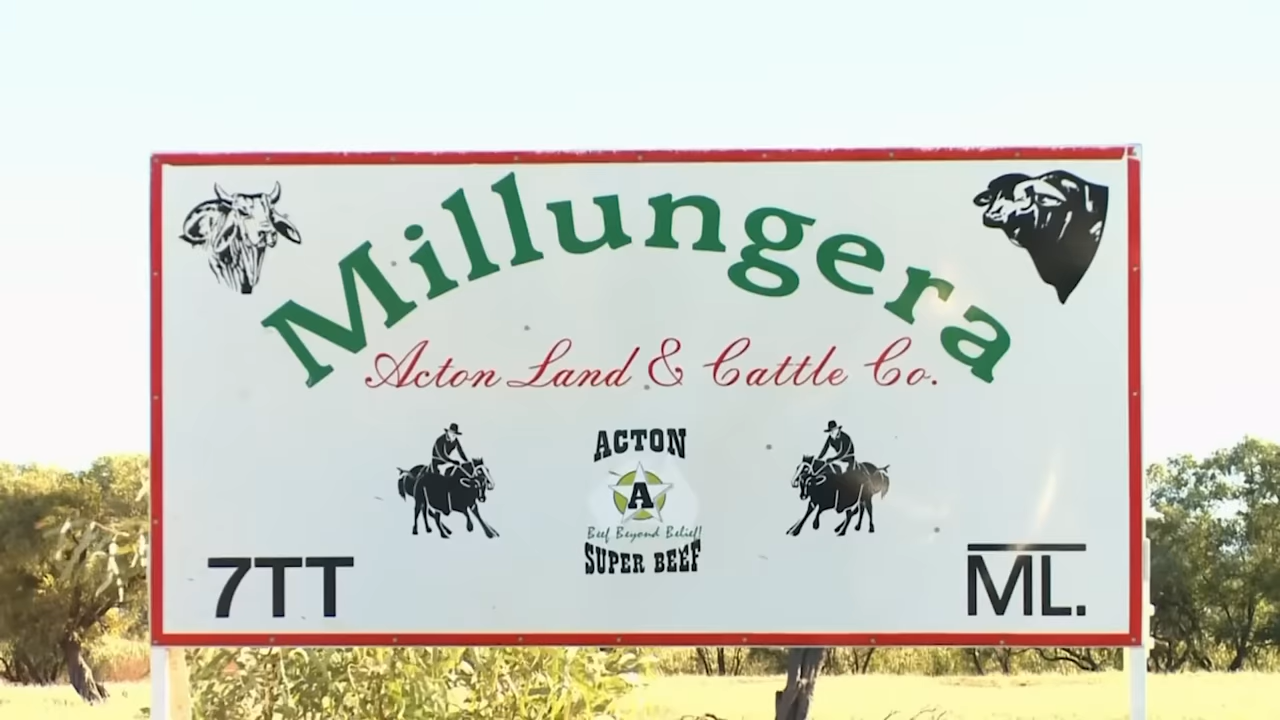 Millungera
Acton Land & Cattle Co.
ACTON
A
Beef Beyond Belief!
SUPER BEEF
7TT
ML.